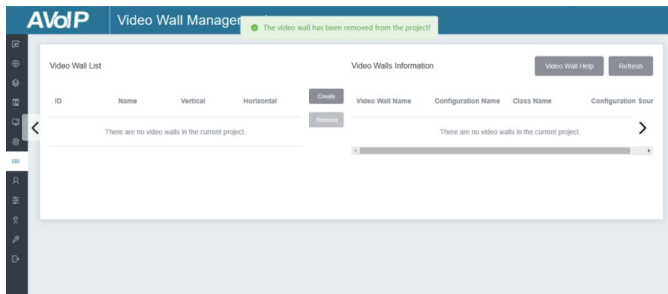 AVoIP
Video Wall Manager
The video wall has been removed from the project!
Video Wall List
Video Walls Information
Video Wall Help
Refresh
ID Name Vertical Horizontal
Create
Video Wall Name Configuration Name Class Name Configuration Sour
Remove
There are no video walls in the current project.
There are no video walls in the current project.